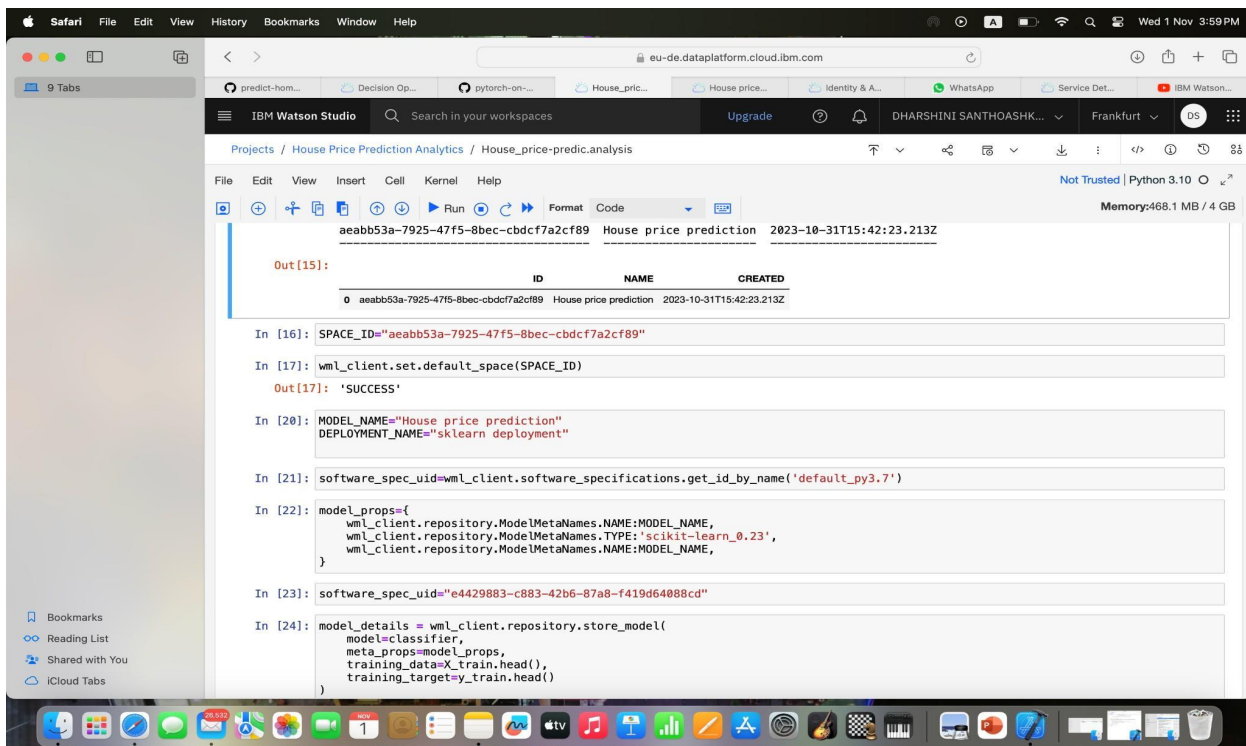 Safari File Edit View History Bookmarks Window Help A Wed 1 Nov 3:59 PM
eu-de.dataplatform.cloud.ibm.com
9 Tabs
predict-hom... Decision Op... pytorch-on-... House_pric... House price... Identity & A... WhatsApp Service Det... IBM Watson...
IBM Watson Studio Search in your workspaces Upgrade DHARSHINI SANTHOASHK... Frankfurt DS
Projects / House Price Prediction Analytics / House_price-predic.analysis
File Edit View Insert Cell Kernel Help Not Trusted | Python 3.10
Run Format Code Memory:468.1 MB / 4 GB
aeabb53a-7925-47f5-8bec-cbdcf7a2cf89 House price prediction 2023-10-31T15:42:23.213Z
------------------------------------ ---------------------- ------------------------
Out[15]:
ID NAME CREATED
0 aeabb53a-7925-47f5-8bec-cbdcf7a2cf89 House price prediction 2023-10-31T15:42:23.213Z
In [16]: SPACE_ID="aeabb53a-7925-47f5-8bec-cbdcf7a2cf89"
In [17]: wml_client.set.default_space(SPACE_ID)
Out[17]: 'SUCCESS'
In [20]: MODEL_NAME="House price prediction"
DEPLOYMENT_NAME="sklearn deployment"
In [21]: software_spec_uid=wml_client.software_specifications.get_id_by_name('default_py3.7')
In [22]: model_props={
wml_client.repository.ModelMetaNames.NAME:MODEL_NAME,
wml_client.repository.ModelMetaNames.TYPE:'scikit-learn_0.23',
wml_client.repository.ModelMetaNames.NAME:MODEL_NAME,
}
In [23]: software_spec_uid="e4429883-c883-42b6-87a8-f419d64088cd"
In [24]: model_details = wml_client.repository.store_model(
model=classifier,
meta_props=model_props,
training_data=X_train.head(),
training_target=y_train.head()
)
Bookmarks
Reading List
Shared with You
iCloud Tabs
26,532
NOV
1
tv